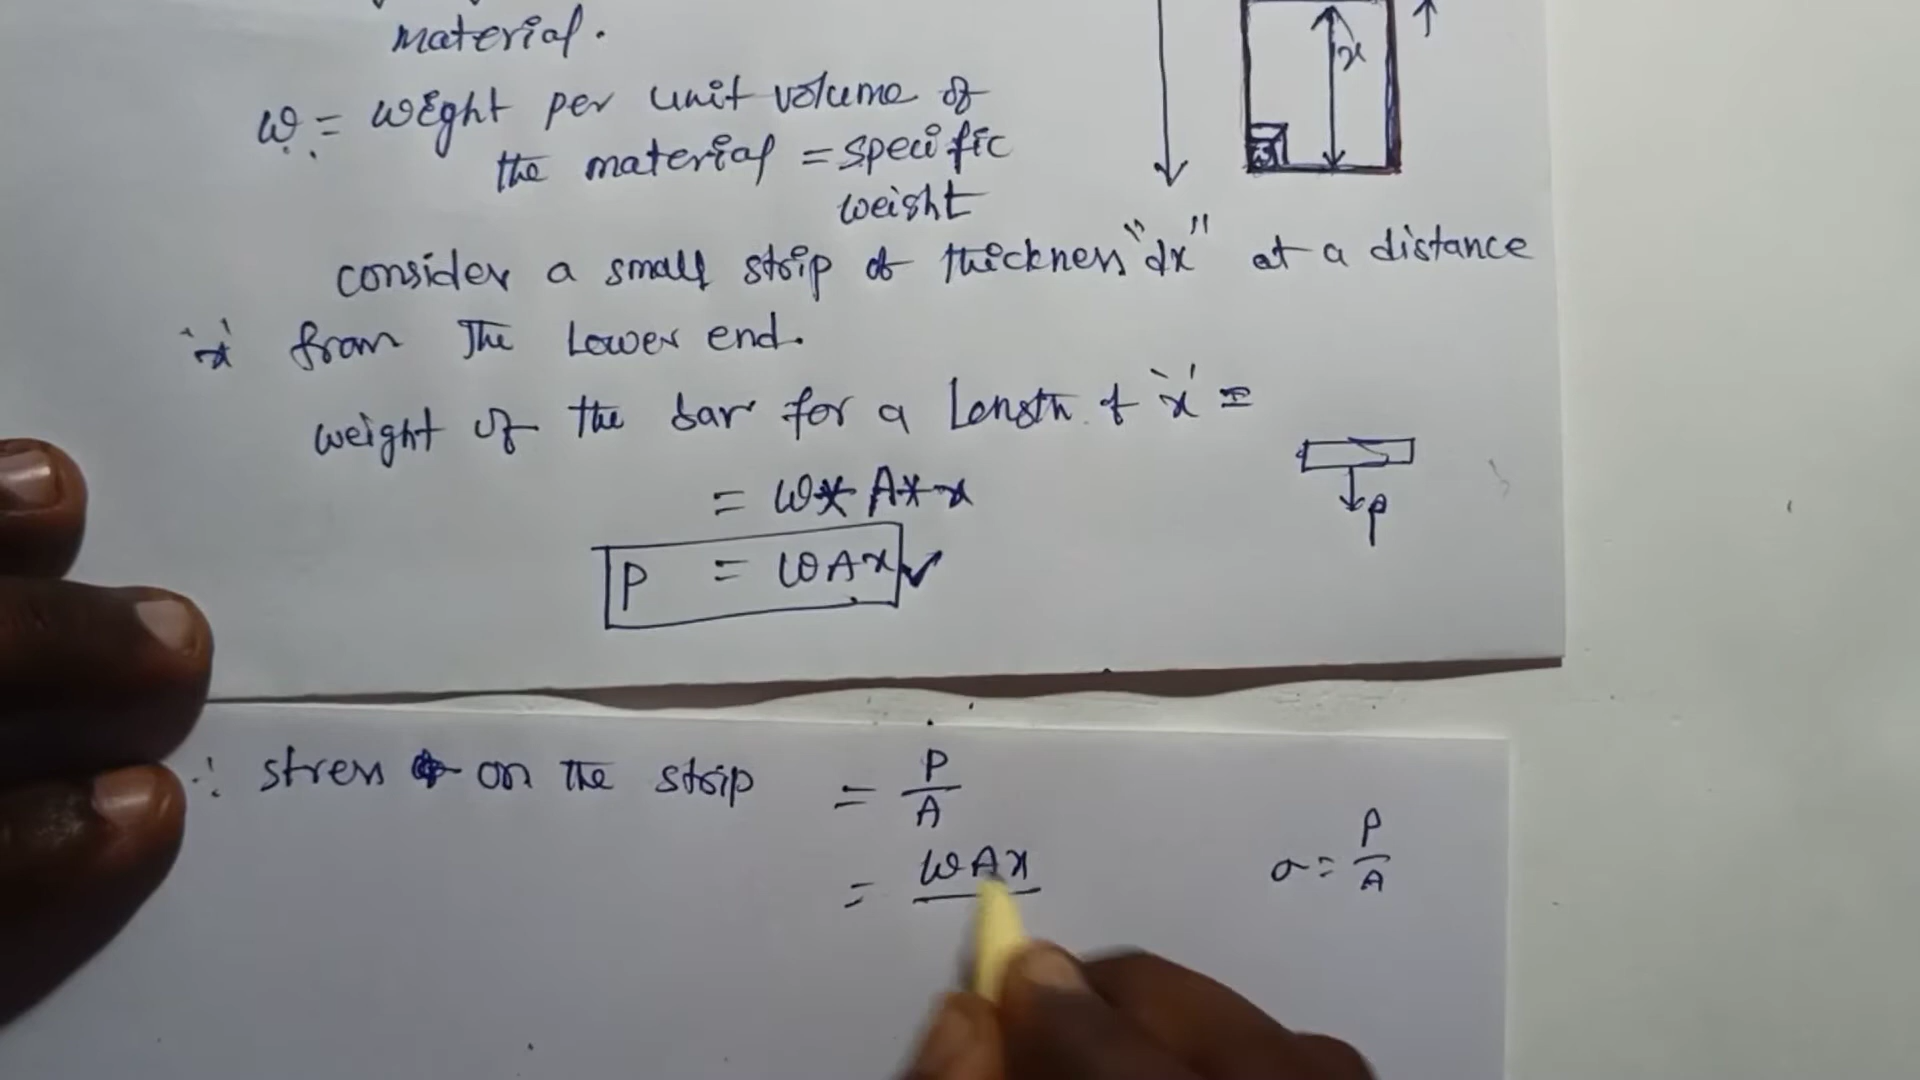 material.
w = weight per unit volume of
the material = specific
weight
x
w
consider a small strip of thickness "dx" at a distance
'x' from The Lower end.
weight of the bar for a Length of 'x' =
= w * A * x
P = wAx ✓
P
∴ stress on the strip = P/A
= wAx
σ = P/A